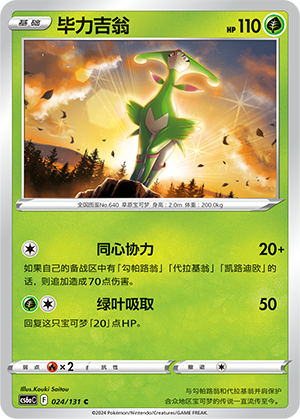 基础 毕力吉翁 HP 110
全国图鉴No.640 草原宝可梦 身高：2.0m 体重：200.0kg
同心协力 20+
如果自己的备战区中有「勾帕路翁」「代拉基翁」「凯路迪欧」的
话，则追加造成70点伤害。
绿叶吸取 50
回复这只宝可梦「20」点HP。
弱点 ×2 抗性 撤退
Illus.Kouki Saitou
CS6aC F 024/131 C
与勾帕路翁和代拉基翁并肩保护
合众地区宝可梦的传说一直流传至今。
©2024 Pokémon/Nintendo/Creatures/GAME FREAK.